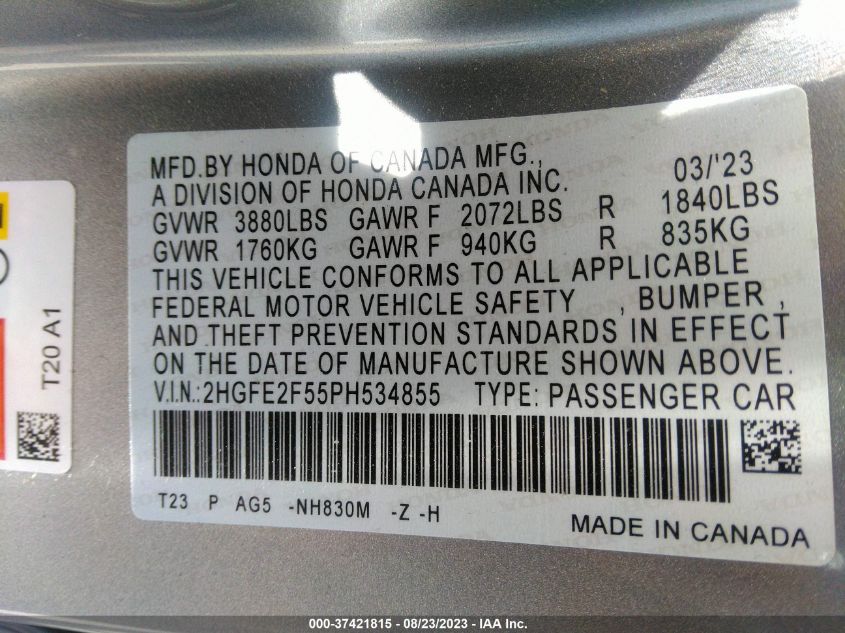 MFD.BY HONDA OF CANADA MFG., 03/'23
A DIVISION OF HONDA CANADA INC.
GVWR 3880LBS GAWR F 2072LBS R 1840LBS
GVWR 1760KG GAWR F 940KG R 835KG
THIS VEHICLE CONFORMS TO ALL APPLICABLE
FEDERAL MOTOR VEHICLE SAFETY , BUMPER ,
AND THEFT PREVENTION STANDARDS IN EFFECT
ON THE DATE OF MANUFACTURE SHOWN ABOVE.
V.I.N.:2HGFE2F55PH534855 TYPE: PASSENGER CAR
T23 P AG5 -NH830M -Z -H
MADE IN CANADA
T20 A1
000-37421815 - 08/23/2023 - IAA Inc.